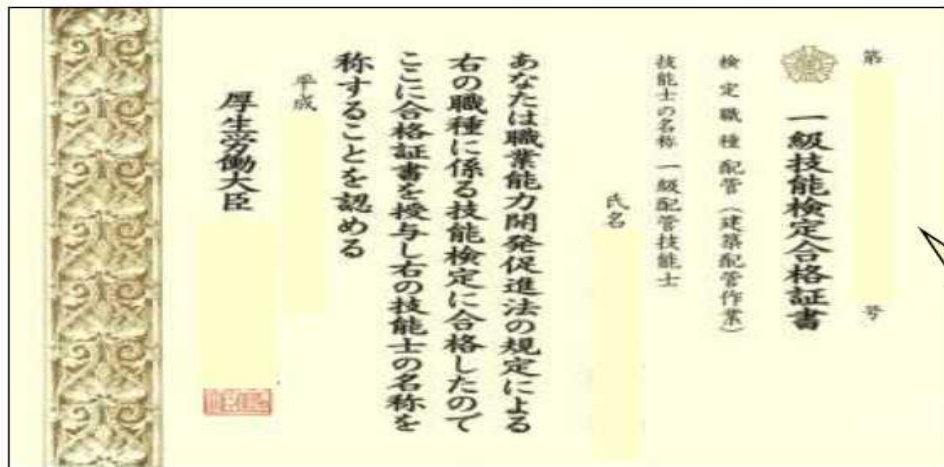 第 号
一級技能検定合格証書
検定職種 配管(建築配管作業)
技能士の名称 一級配管技能士
氏名
あなたは職業能力開発促進法の規定による
右の職種に係る技能検定に合格したので
ここに合格証書を授与し右の技能士の名称を
称することを認める
平成
厚生労働大臣